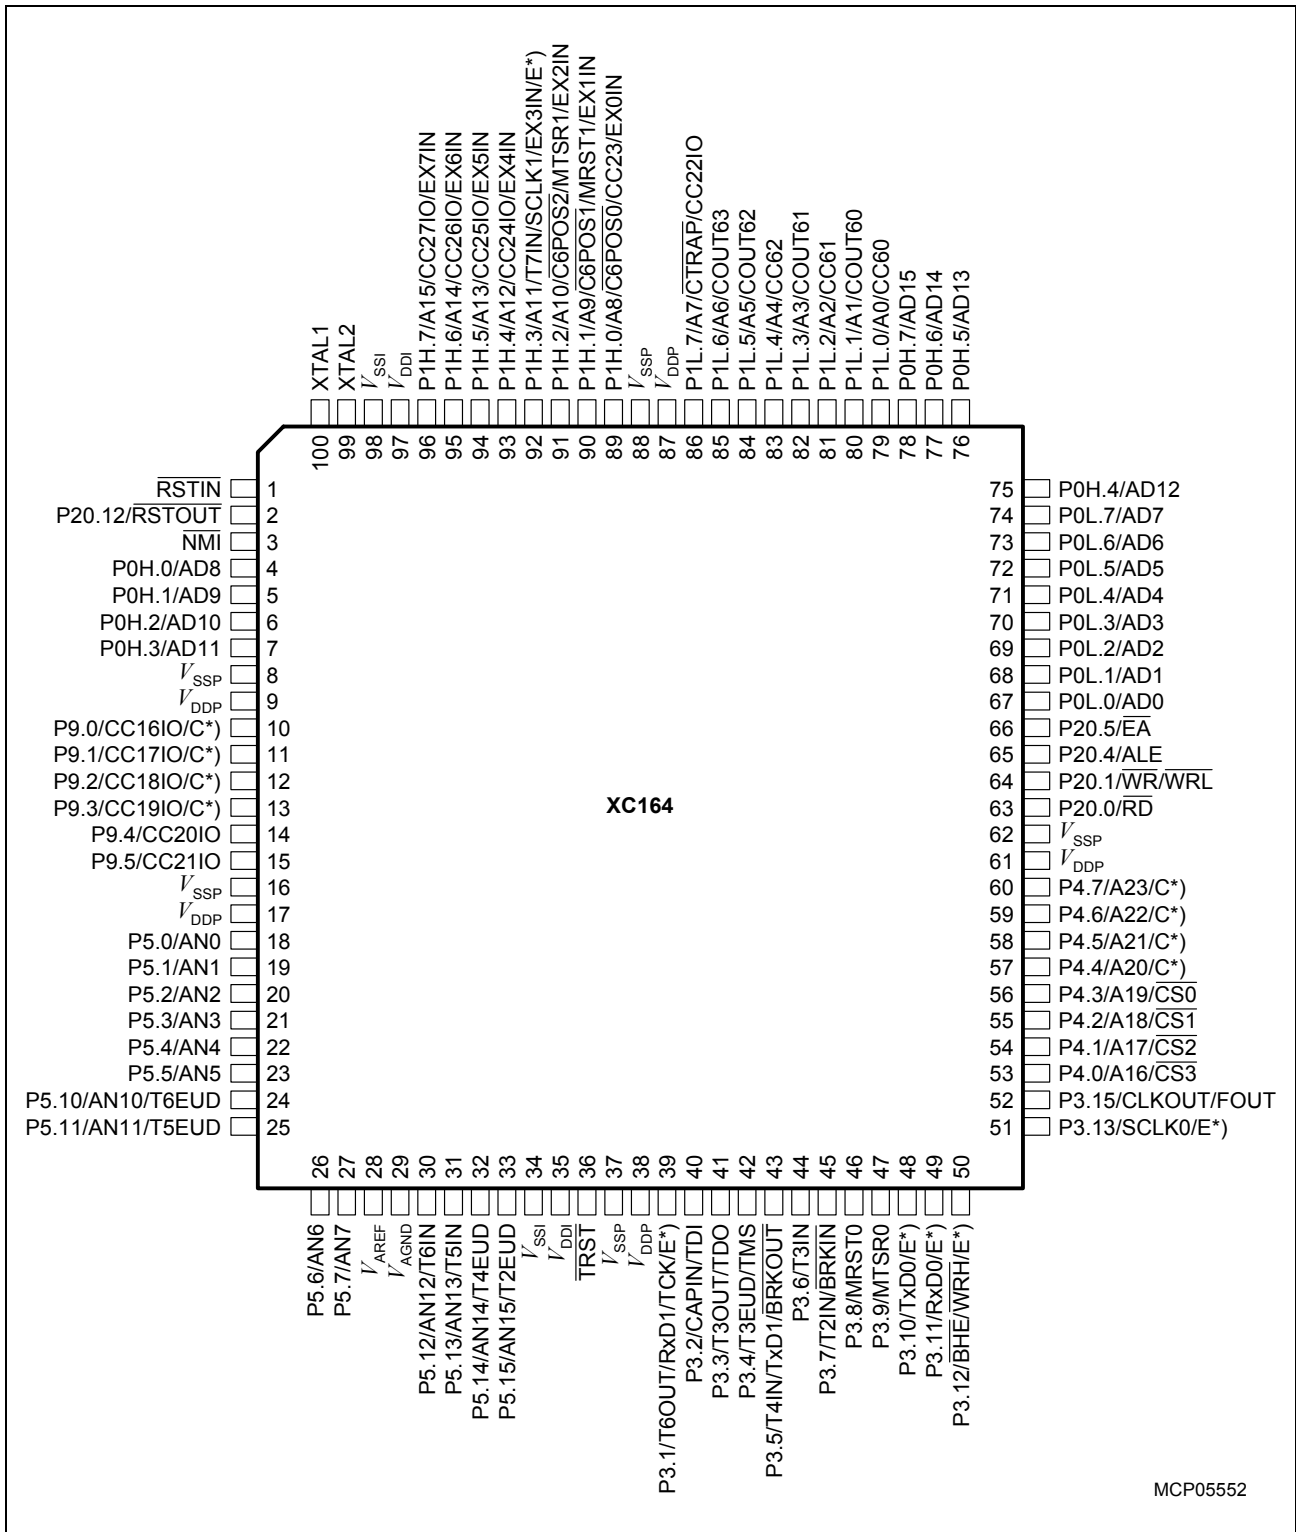 XTAL1
XTAL2
VSSI
VDDI
P1H.7/A15/CC27IO/EX7IN
P1H.6/A14/CC26IO/EX6IN
P1H.5/A13/CC25IO/EX5IN
P1H.4/A12/CC24IO/EX4IN
P1H.3/A11/T7IN/SCLK1/EX3IN/E*)
P1H.2/A10/C6POS2/MTSR1/EX2IN
P1H.1/A9/C6POS1/MRST1/EX1IN
P1H.0/A8/C6POS0/CC23/EX0IN
VSSP
VDDP
P1L.7/A7/CTRAP/CC22IO
P1L.6/A6/COUT63
P1L.5/A5/COUT62
P1L.4/A4/CC62
P1L.3/A3/COUT61
P1L.2/A2/CC61
P1L.1/A1/COUT60
P1L.0/A0/CC60
P0H.7/AD15
P0H.6/AD14
P0H.5/AD13
100
99
98
97
96
95
94
93
92
91
90
89
88
87
86
85
84
83
82
81
80
79
78
77
76
RSTIN 1
P20.12/RSTOUT 2
NMI 3
P0H.0/AD8 4
P0H.1/AD9 5
P0H.2/AD10 6
P0H.3/AD11 7
VSSP 8
VDDP 9
P9.0/CC16IO/C*) 10
P9.1/CC17IO/C*) 11
P9.2/CC18IO/C*) 12
P9.3/CC19IO/C*) 13
P9.4/CC20IO 14
P9.5/CC21IO 15
VSSP 16
VDDP 17
P5.0/AN0 18
P5.1/AN1 19
P5.2/AN2 20
P5.3/AN3 21
P5.4/AN4 22
P5.5/AN5 23
P5.10/AN10/T6EUD 24
P5.11/AN11/T5EUD 25
XC164
75 P0H.4/AD12
74 P0L.7/AD7
73 P0L.6/AD6
72 P0L.5/AD5
71 P0L.4/AD4
70 P0L.3/AD3
69 P0L.2/AD2
68 P0L.1/AD1
67 P0L.0/AD0
66 P20.5/EA
65 P20.4/ALE
64 P20.1/WR/WRL
63 P20.0/RD
62 VSSP
61 VDDP
60 P4.7/A23/C*)
59 P4.6/A22/C*)
58 P4.5/A21/C*)
57 P4.4/A20/C*)
56 P4.3/A19/CS0
55 P4.2/A18/CS1
54 P4.1/A17/CS2
53 P4.0/A16/CS3
52 P3.15/CLKOUT/FOUT
51 P3.13/SCLK0/E*)
26
27
28
29
30
31
32
33
34
35
36
37
38
39
40
41
42
43
44
45
46
47
48
49
50
P5.6/AN6
P5.7/AN7
VAREF
VAGND
P5.12/AN12/T6IN
P5.13/AN13/T5IN
P5.14/AN14/T4EUD
P5.15/AN15/T2EUD
VSSI
VDDI
TRST
VSSP
VDDP
P3.1/T6OUT/RxD1/TCK/E*)
P3.2/CAPIN/TDI
P3.3/T3OUT/TDO
P3.4/T3EUD/TMS
P3.5/T4IN/TxD1/BRKOUT
P3.6/T3IN
P3.7/T2IN/BRKIN
P3.8/MRST0
P3.9/MTSR0
P3.10/TxD0/E*)
P3.11/RxD0/E*)
P3.12/BHE/WRH/E*)
MCP05552